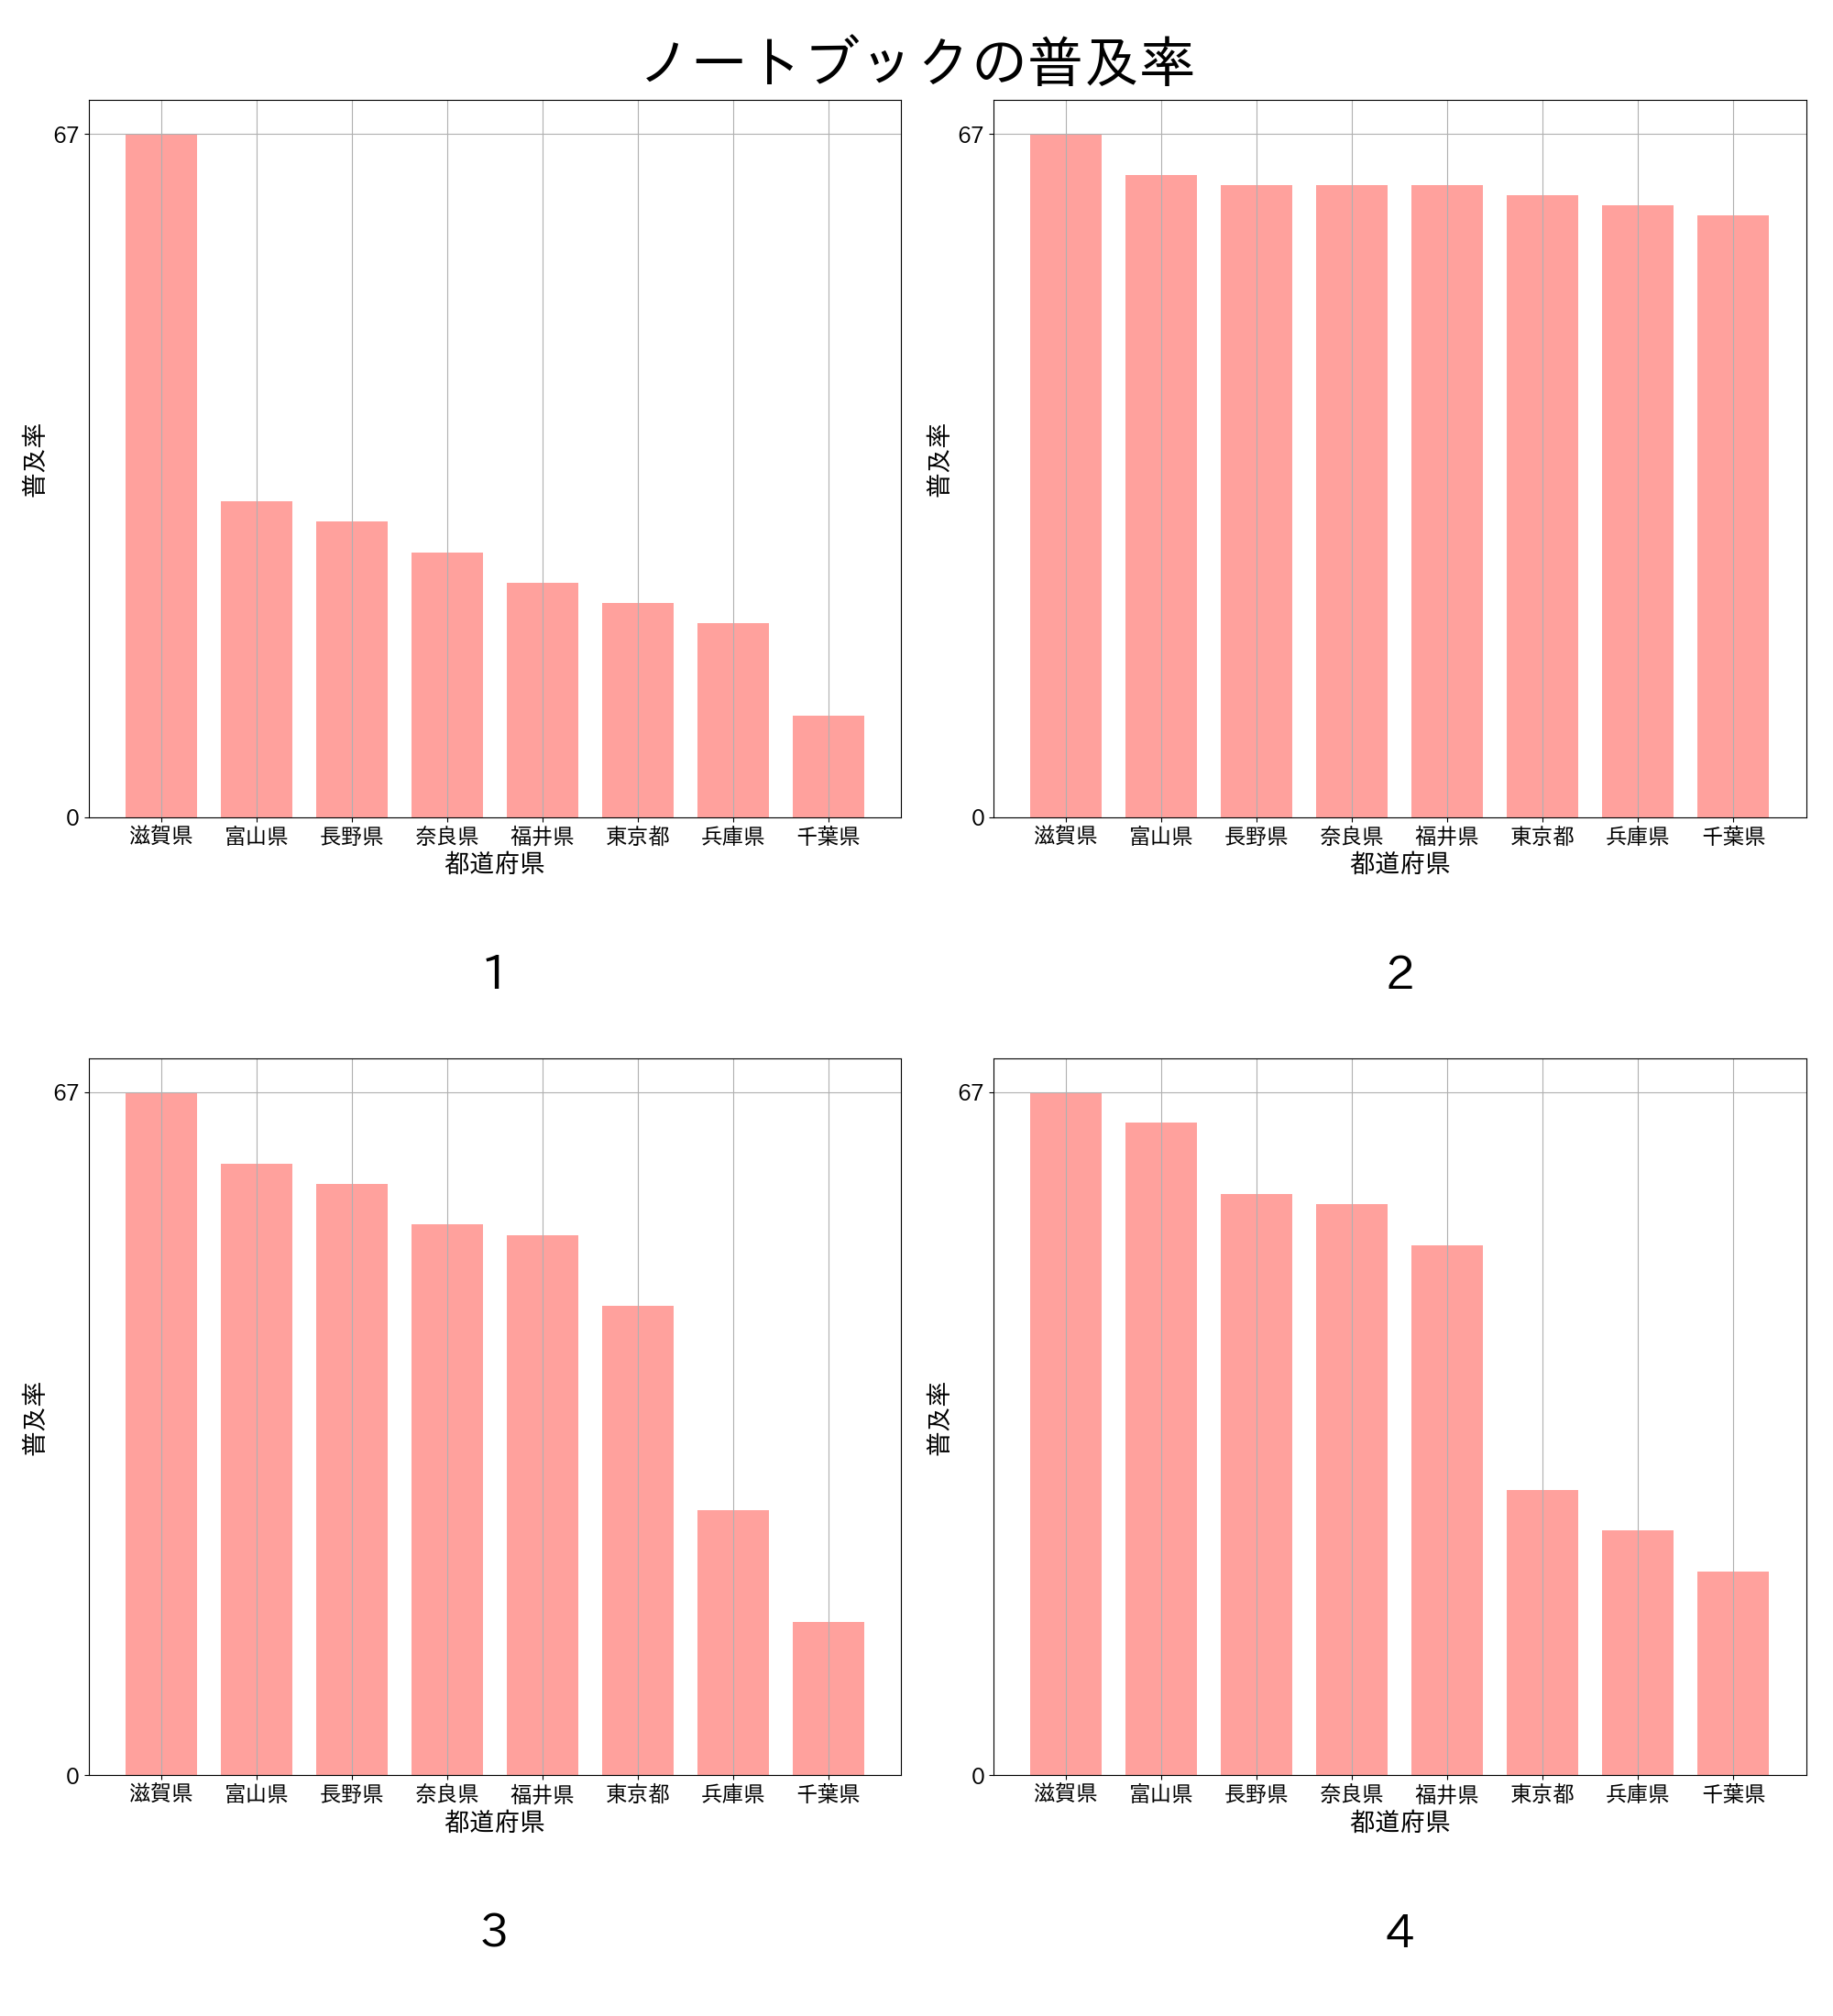 ノートブックの普及率
67
0
普及率
滋賀県 富山県 長野県 奈良県 福井県 東京都 兵庫県 千葉県
都道府県
1
67
0
普及率
滋賀県 富山県 長野県 奈良県 福井県 東京都 兵庫県 千葉県
都道府県
2
67
0
普及率
滋賀県 富山県 長野県 奈良県 福井県 東京都 兵庫県 千葉県
都道府県
3
67
0
普及率
滋賀県 富山県 長野県 奈良県 福井県 東京都 兵庫県 千葉県
都道府県
4